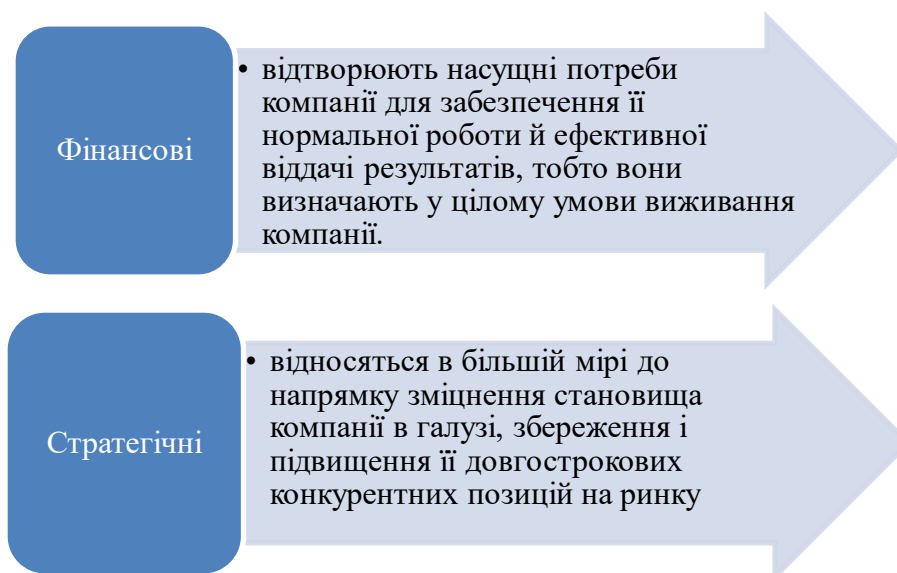 Фінансові
• відтворюють насущні потреби
компанії для забезпечення її
нормальної роботи й ефективної
віддачі результатів, тобто вони
визначають у цілому умови виживання
компанії.
Стратегічні
• відносяться в більшій мірі до
напрямку зміцнення становища
компанії в галузі, збереження і
підвищення її довгострокових
конкурентних позицій на ринку